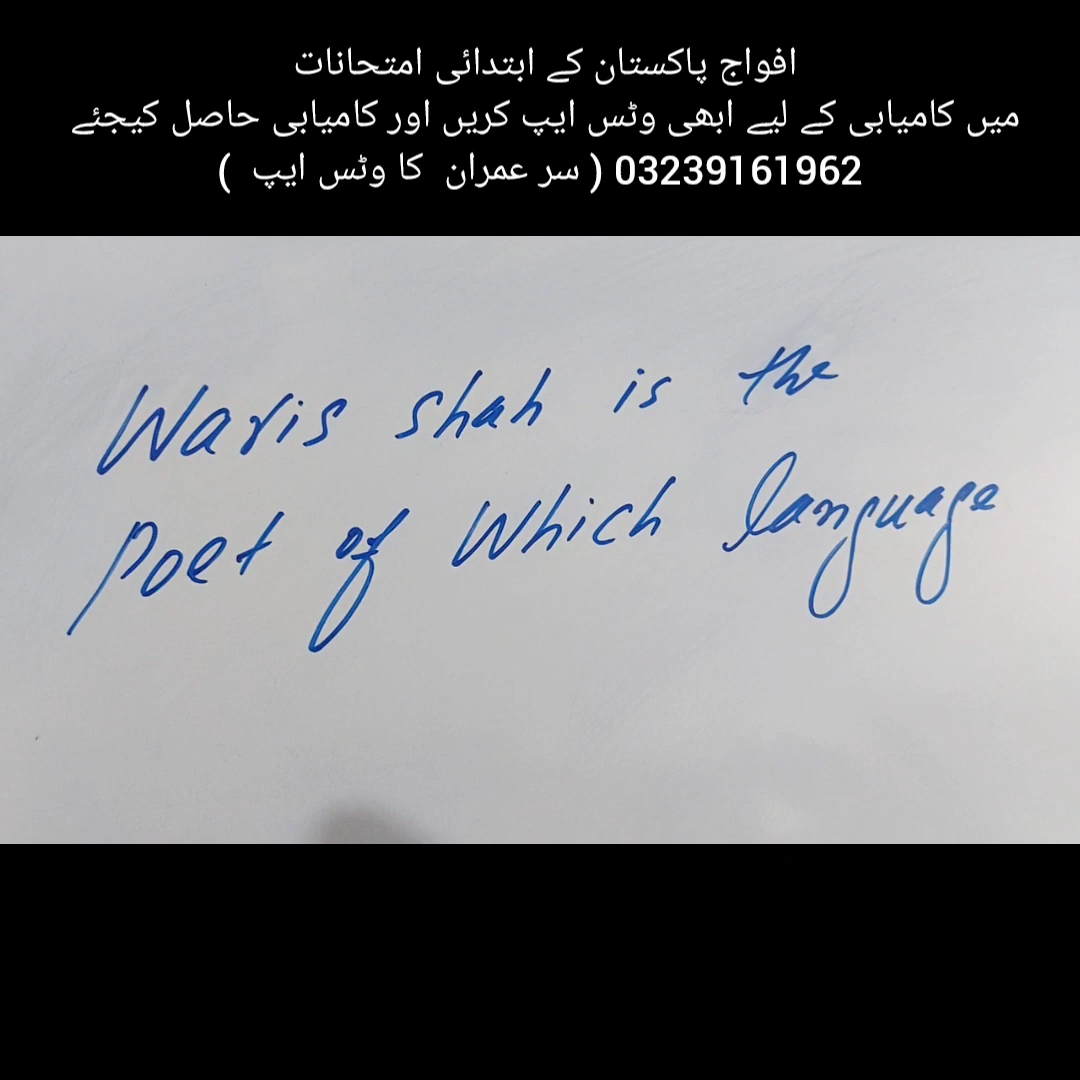 افواج پاکستان کے ابتدائی امتحانات
میں کامیابی کے لیے ابھی وٹس ایپ کریں اور کامیابی حاصل کیجئے
03239161962 ( سر عمران کا وٹس ایپ )
Waris shah is the
Poet of Which language